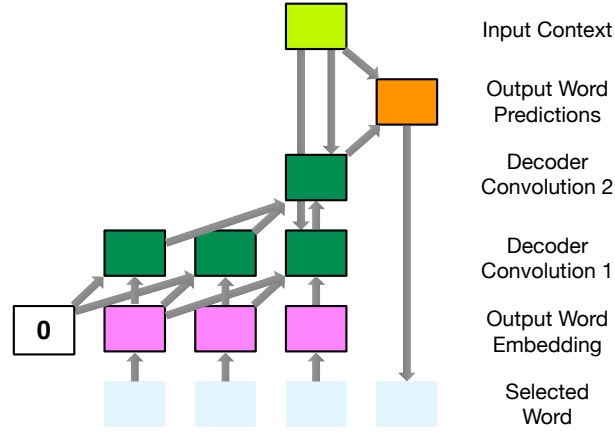 Input Context
Output Word
Predictions
Decoder
Convolution 2
Decoder
Convolution 1
0
Output Word
Embedding
Selected
Word